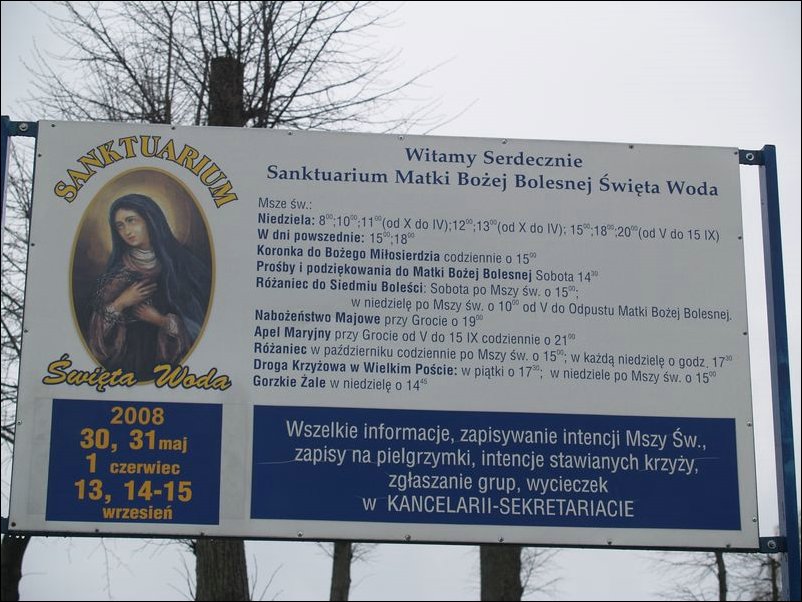 SANKTUARIUM
Święta Woda
2008
30, 31 maj
1 czerwiec
13, 14-15
wrzesień
Witamy Serdecznie
Sanktuarium Matki Bożej Bolesnej Święta Woda
Msze św.:
Niedziela: 8⁰⁰;10⁰⁰;11⁰⁰(od X do IV);12⁰⁰,13⁰⁰(od X do IV); 15⁰⁰;18⁰⁰;20⁰⁰(od V do 15 IX)
W dni powszednie: 15⁰⁰;18⁰⁰
Koronka do Bożego Miłosierdzia codziennie o 15⁰⁰
Prośby i podziękowania do Matki Bożej Bolesnej Sobota 14³⁰
Różaniec do Siedmiu Boleści: Sobota po Mszy św. o 15⁰⁰;
w niedzielę po Mszy św. o 10⁰⁰ od V do Odpustu Matki Bożej Bolesnej.
Nabożeństwo Majowe przy Grocie o 19⁰⁰
Apel Maryjny przy Grocie od V do 15 IX codziennie o 21⁰⁰
Różaniec w październiku codziennie po Mszy św. o 15⁰⁰; w każdą niedzielę o godz. 17³⁰
Droga Krzyżowa w Wielkim Poście: w piątki o 17³⁰; w niedziele po Mszy św. o 15⁰⁰
Gorzkie Żale w niedzielę o 14⁴⁵
Wszelkie informacje, zapisywanie intencji Mszy Św.,
zapisy na pielgrzymki, intencje stawianych krzyży,
zgłaszanie grup, wycieczek
w KANCELARII-SEKRETARIACIE